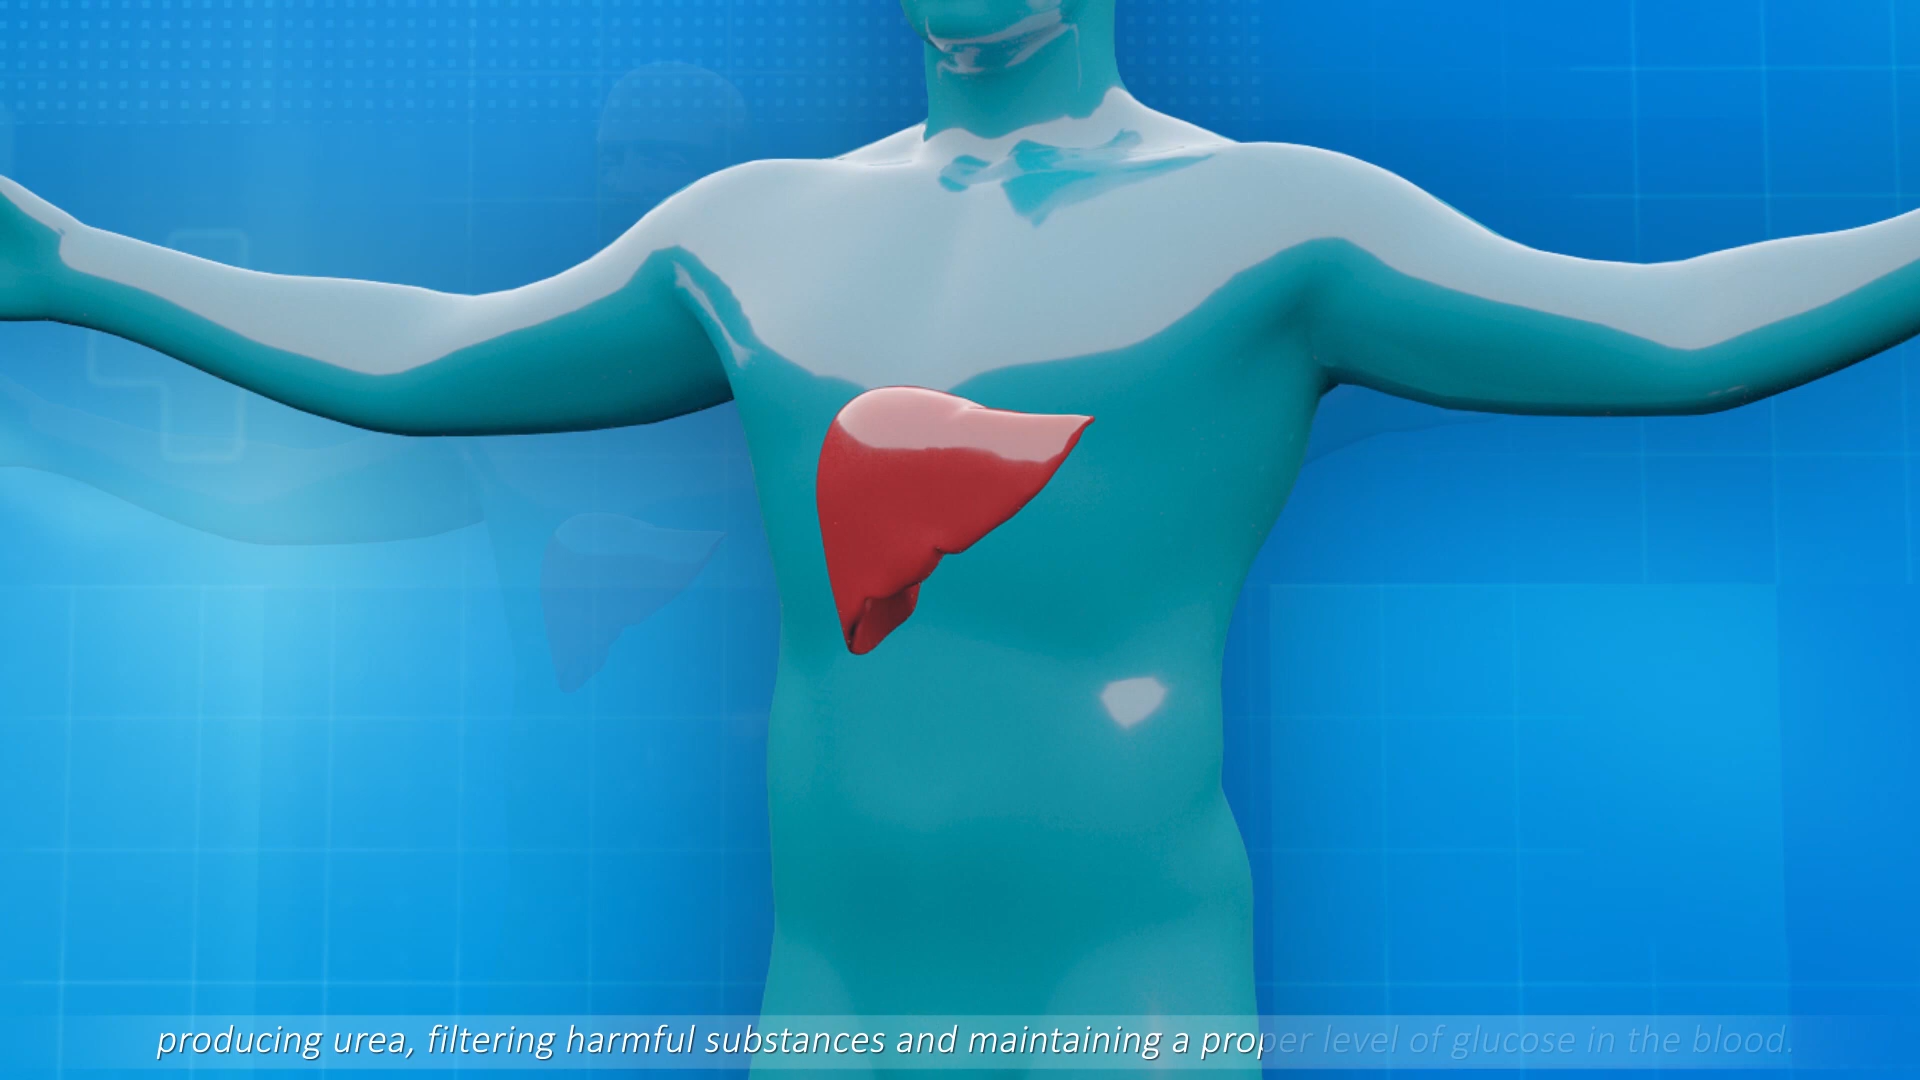 producing urea, filtering harmful substances and maintaining a proper level of glucose in the blood.